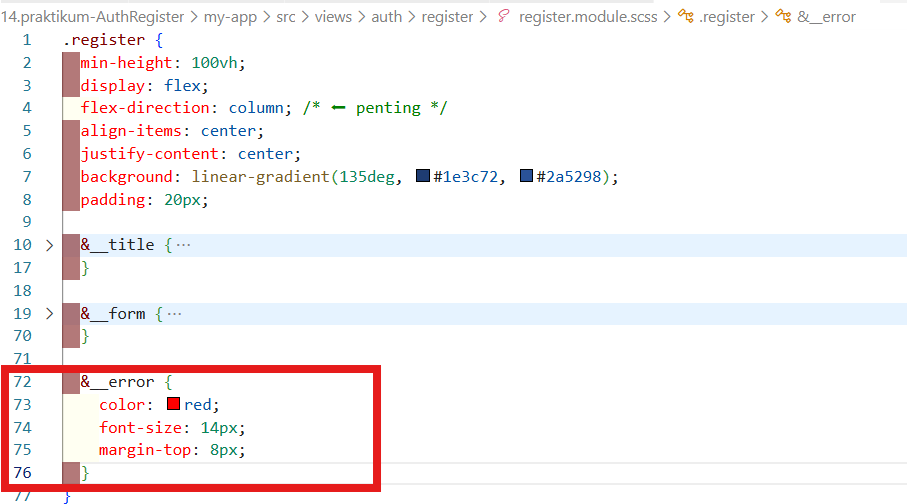 14.praktikum-AuthRegister > my-app > src > views > auth > register > register.module.scss > .register > &__error
1 .register {
2 min-height: 100vh;
3 display: flex;
4 flex-direction: column; /* ⬅ penting */
5 align-items: center;
6 justify-content: center;
7 background: linear-gradient(135deg, #1e3c72, #2a5298);
8 padding: 20px;
9
10 > &__title { ···
17 }
18
19 > &__form { ···
70 }
71
72 &__error {
73 color: red;
74 font-size: 14px;
75 margin-top: 8px;
76 }
77 }